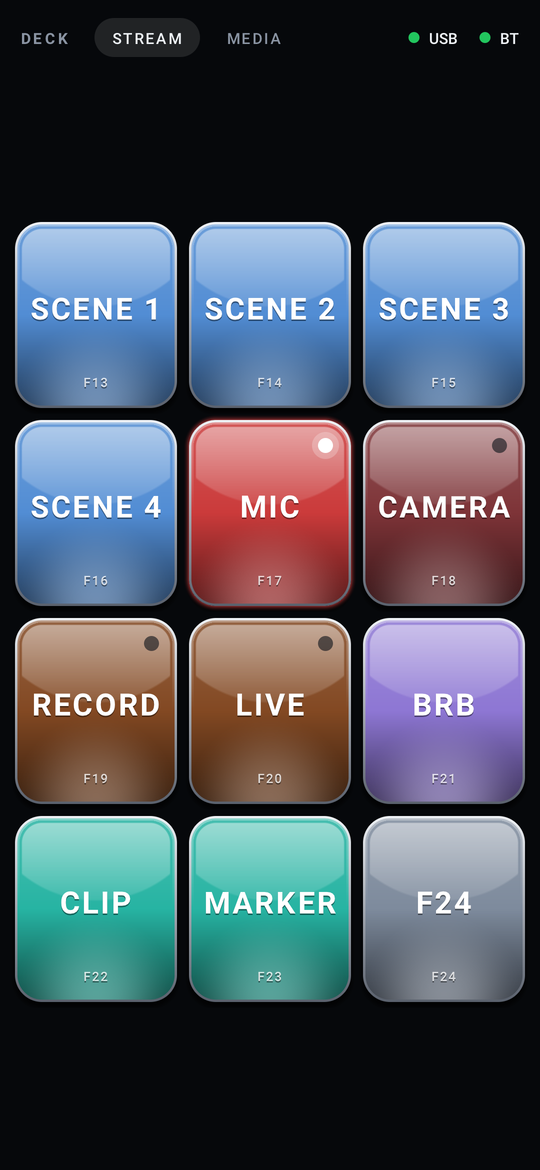 DECK STREAM MEDIA USB BT
SCENE 1 SCENE 2 SCENE 3
F13 F14 F15
SCENE 4 MIC CAMERA
F16 F17 F18
RECORD LIVE BRB
F19 F20 F21
CLIP MARKER F24
F22 F23 F24